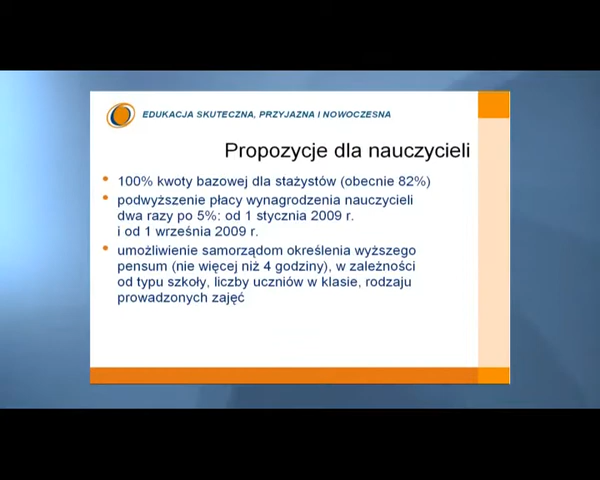 EDUKACJA SKUTECZNA, PRZYJAZNA I NOWOCZESNA
Propozycje dla nauczycieli
• 100% kwoty bazowej dla stażystów (obecnie 82%)
• podwyższenie płacy wynagrodzenia nauczycieli
dwa razy po 5%: od 1 stycznia 2009 r.
i od 1 września 2009 r.
• umożliwienie samorządom określenia wyższego
pensum (nie więcej niż 4 godziny), w zależności
od typu szkoły, liczby uczniów w klasie, rodzaju
prowadzonych zajęć